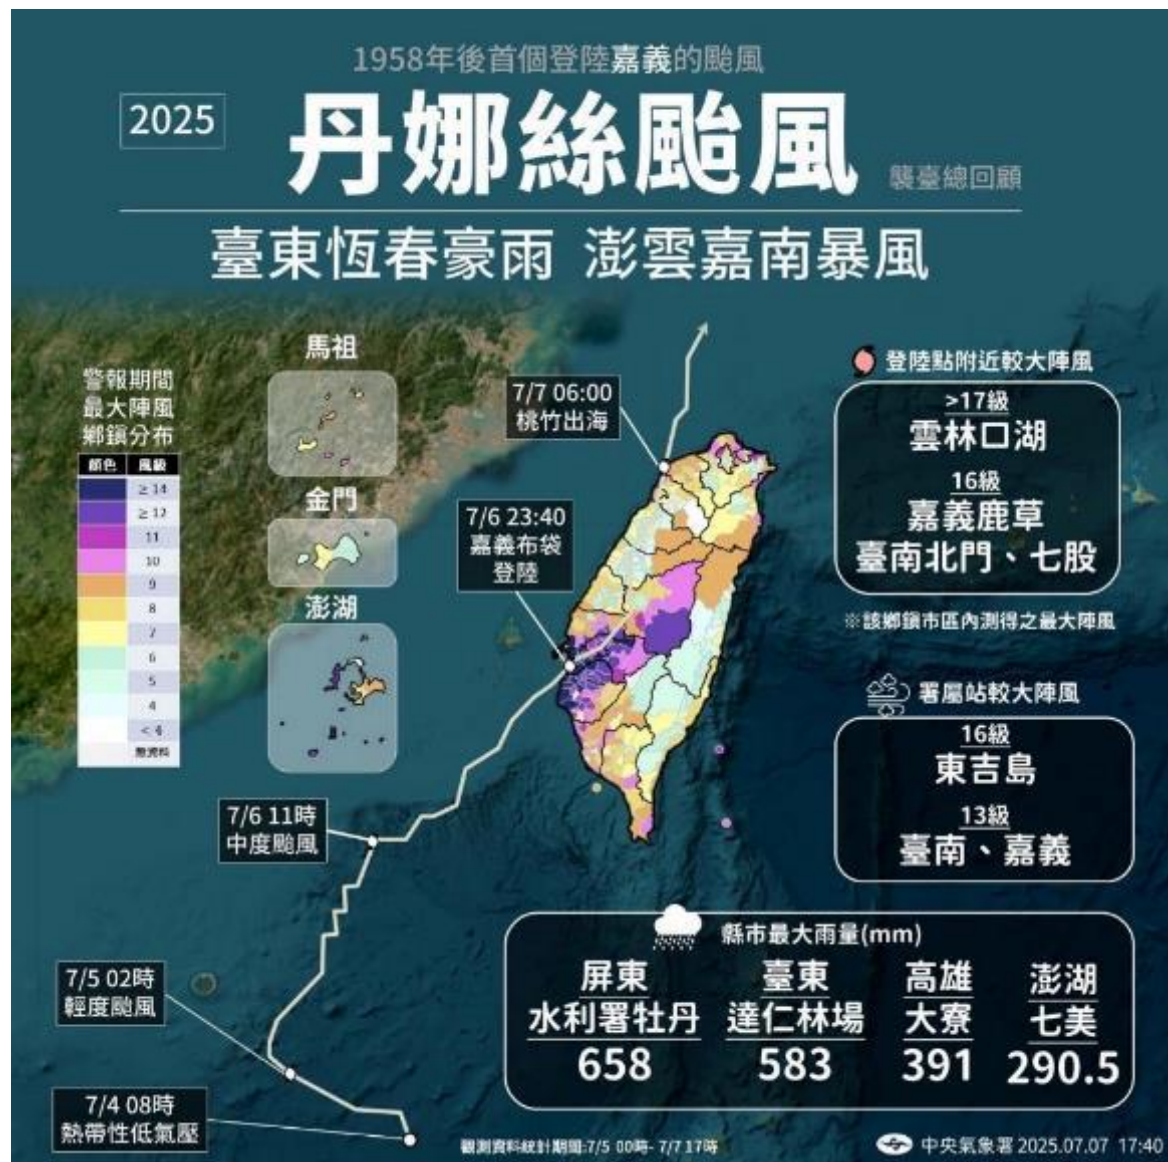 1958年後首個登陸嘉義的颱風
2025
丹娜絲颱風
襲臺總回顧
臺東恆春豪雨 澎雲嘉南暴風
警報期間
最大陣風
鄉鎮分布
顏色 風級
≥ 14
≥ 12
11
10
9
8
7
6
5
4
< 4
無資料
馬祖
金門
澎湖
7/7 06:00
桃竹出海
7/6 23:40
嘉義布袋
登陸
7/6 11時
中度颱風
7/5 02時
輕度颱風
7/4 08時
熱帶性低氣壓
登陸點附近較大陣風
>17級
雲林口湖
16級
嘉義鹿草
臺南北門、七股
※該鄉鎮市區內測得之最大陣風
署屬站較大陣風
16級
東吉島
13級
臺南、嘉義
縣市最大雨量(mm)
屏東
水利署牡丹
658
臺東
達仁林場
583
高雄
大寮
391
澎湖
七美
290.5
觀測資料統計期間:7/5 00時- 7/7 17時
中央氣象署 2025.07.07 17:40